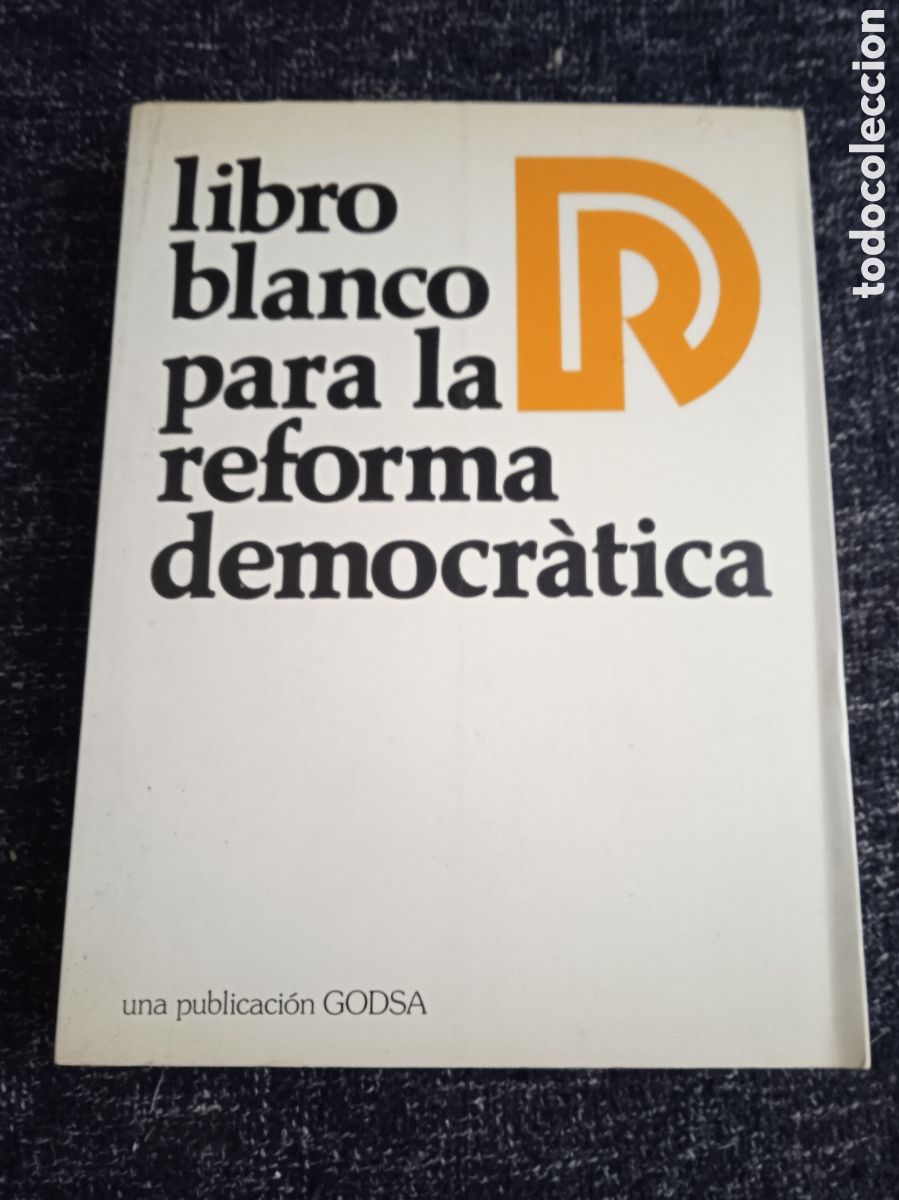 libro
blanco
para la
reforma
democràtica
una publicación GODSA
todocoleccion